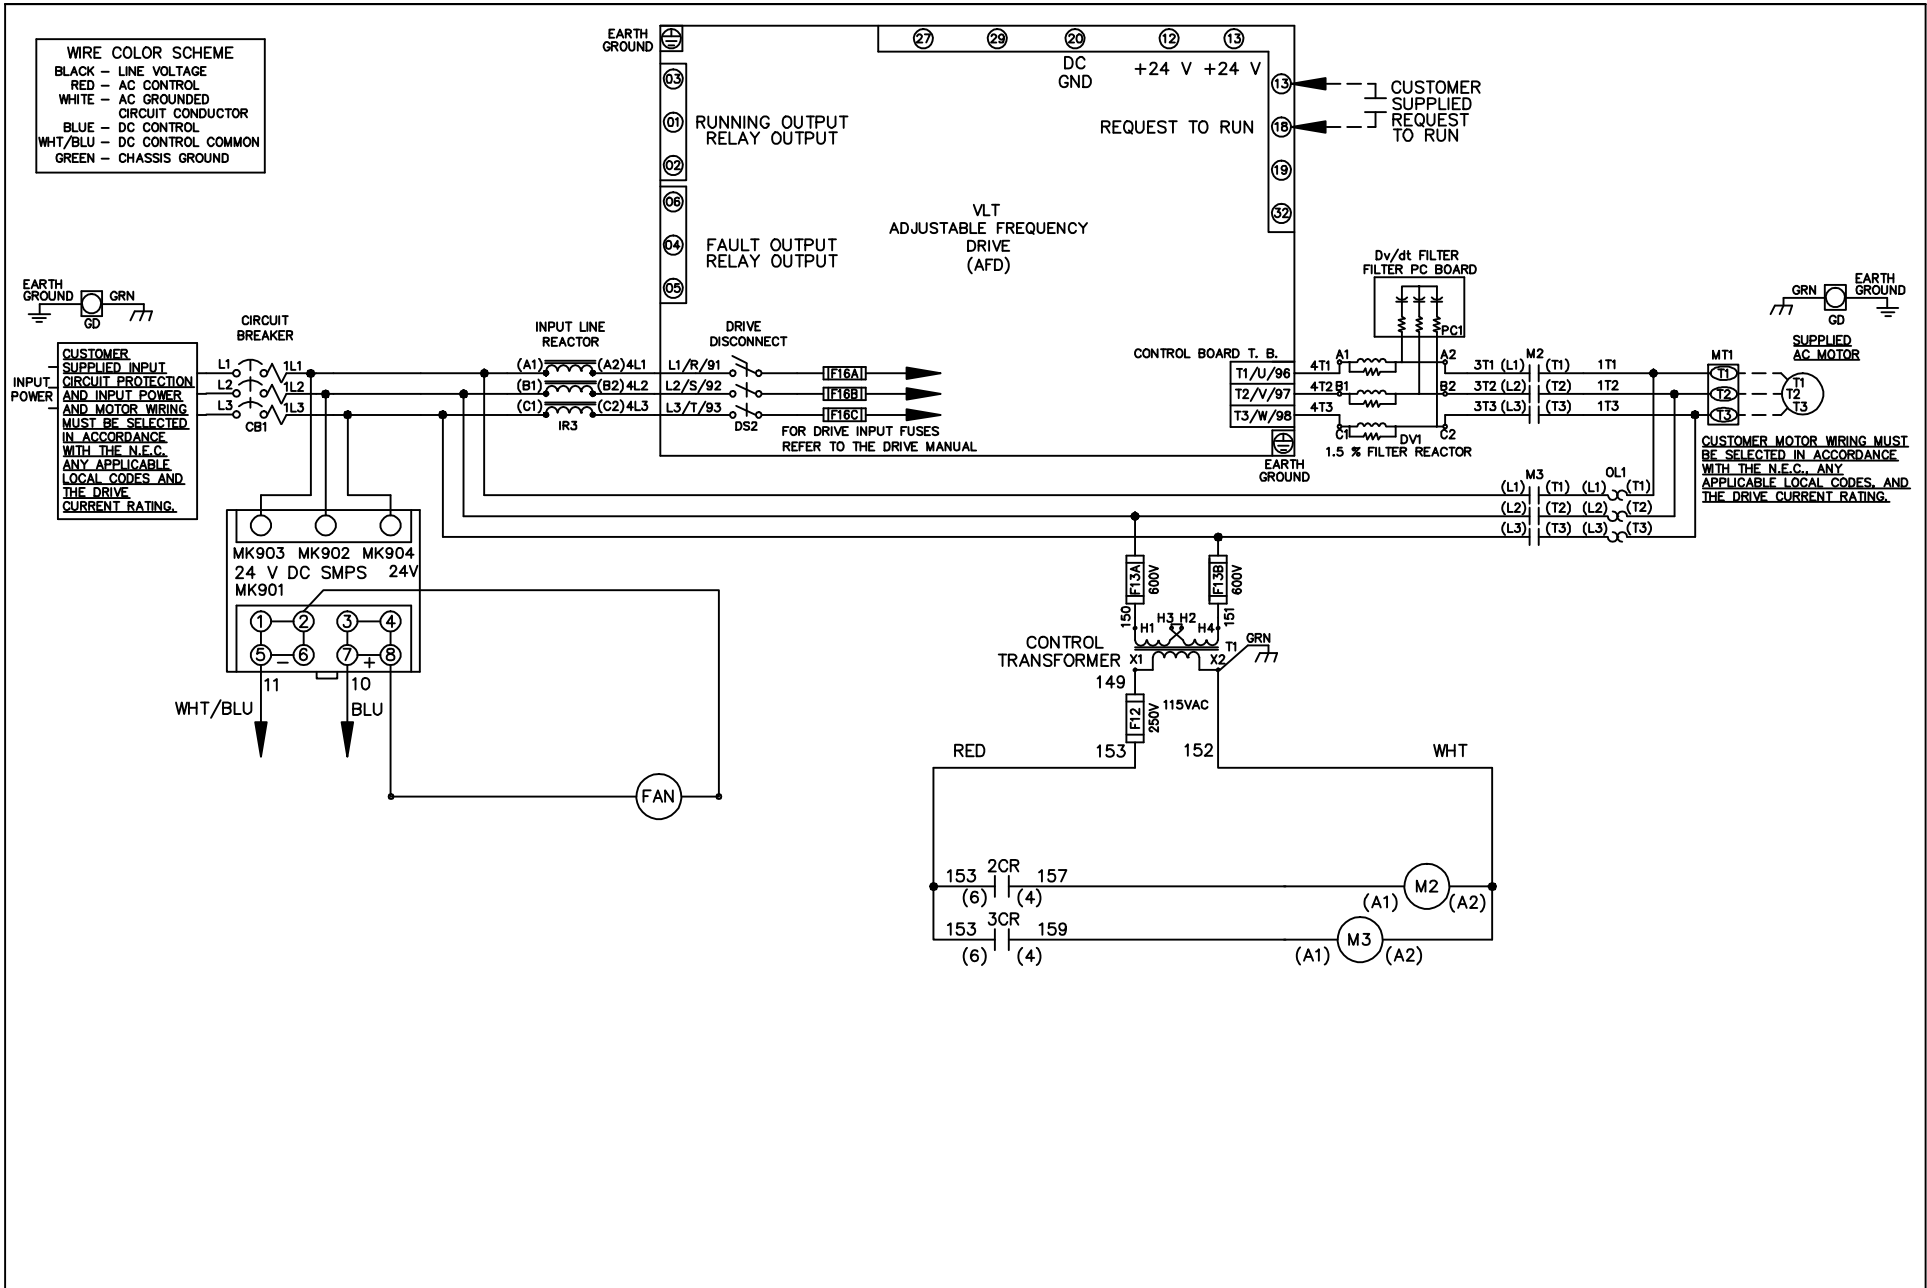 WIRE COLOR SCHEME
BLACK – LINE VOLTAGE
RED – AC CONTROL
WHITE – AC GROUNDED
CIRCUIT CONDUCTOR
BLUE – DC CONTROL
WHT/BLU – DC CONTROL COMMON
GREEN – CHASSIS GROUND
EARTH
GROUND
27
29
20
12
13
DC
GND
+24 V
+24 V
03
01
02
RUNNING OUTPUT
RELAY OUTPUT
06
04
05
FAULT OUTPUT
RELAY OUTPUT
VLT
ADJUSTABLE FREQUENCY
DRIVE
(AFD)
REQUEST TO RUN
13
18
19
32
CUSTOMER
SUPPLIED
REQUEST
TO RUN
EARTH
GROUND
GRN
GD
INPUT
POWER
CUSTOMER
SUPPLIED INPUT
CIRCUIT PROTECTION
AND INPUT POWER
AND MOTOR WIRING
MUST BE SELECTED
IN ACCORDANCE
WITH THE N.E.C.
ANY APPLICABLE
LOCAL CODES AND
THE DRIVE
CURRENT RATING.
CIRCUIT
BREAKER
L1
1L1
L2
1L2
L3
1L3
CB1
INPUT LINE
REACTOR
(A1)
(A2)
4L1
(B1)
(B2)
4L2
(C1)
(C2)
4L3
IR3
DRIVE
DISCONNECT
L1/R/91
L2/S/92
L3/T/93
DS2
F16A
F16B
F16C
FOR DRIVE INPUT FUSES
REFER TO THE DRIVE MANUAL
CONTROL BOARD T. B.
T1/U/96
T2/V/97
T3/W/98
EARTH
GROUND
Dv/dt FILTER
FILTER PC BOARD
PC1
4T1
A1
A2
4T2
B1
B2
4T3
C1
C2
DV1
1.5 % FILTER REACTOR
M2
3T1
(L1)
(T1)
1T1
3T2
(L2)
(T2)
1T2
3T3
(L3)
(T3)
1T3
GRN
EARTH
GROUND
GD
SUPPLIED
AC MOTOR
MT1
T1
T2
T3
T1
T2
T3
CUSTOMER MOTOR WIRING MUST
BE SELECTED IN ACCORDANCE
WITH THE N.E.C., ANY
APPLICABLE LOCAL CODES, AND
THE DRIVE CURRENT RATING.
M3
OL1
(L1)
(T1)
(L1)
(T1)
(L2)
(T2)
(L2)
(T2)
(L3)
(T3)
(L3)
(T3)
MK903
MK902
MK904
24 V DC SMPS
24V
MK901
1
2
3
4
5
–
6
7
+
8
11
10
WHT/BLU
BLU
FAN
F13A
600V
F13B
600V
150
151
H1
H3
H2
H4
CONTROL
TRANSFORMER
X1
X2
T1
GRN
149
F12
250V
115VAC
153
152
RED
WHT
153
2CR
157
(6)
(4)
M2
(A1)
(A2)
153
3CR
159
(6)
(4)
M3
(A1)
(A2)